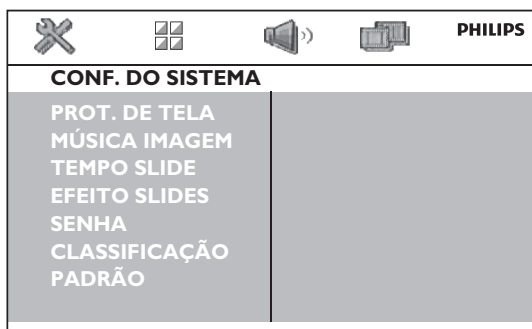 PHILIPS
CONF. DO SISTEMA
PROT. DE TELA
MÚSICA IMAGEM
TEMPO SLIDE
EFEITO SLIDES
SENHA
CLASSIFICAÇÃO
PADRÃO